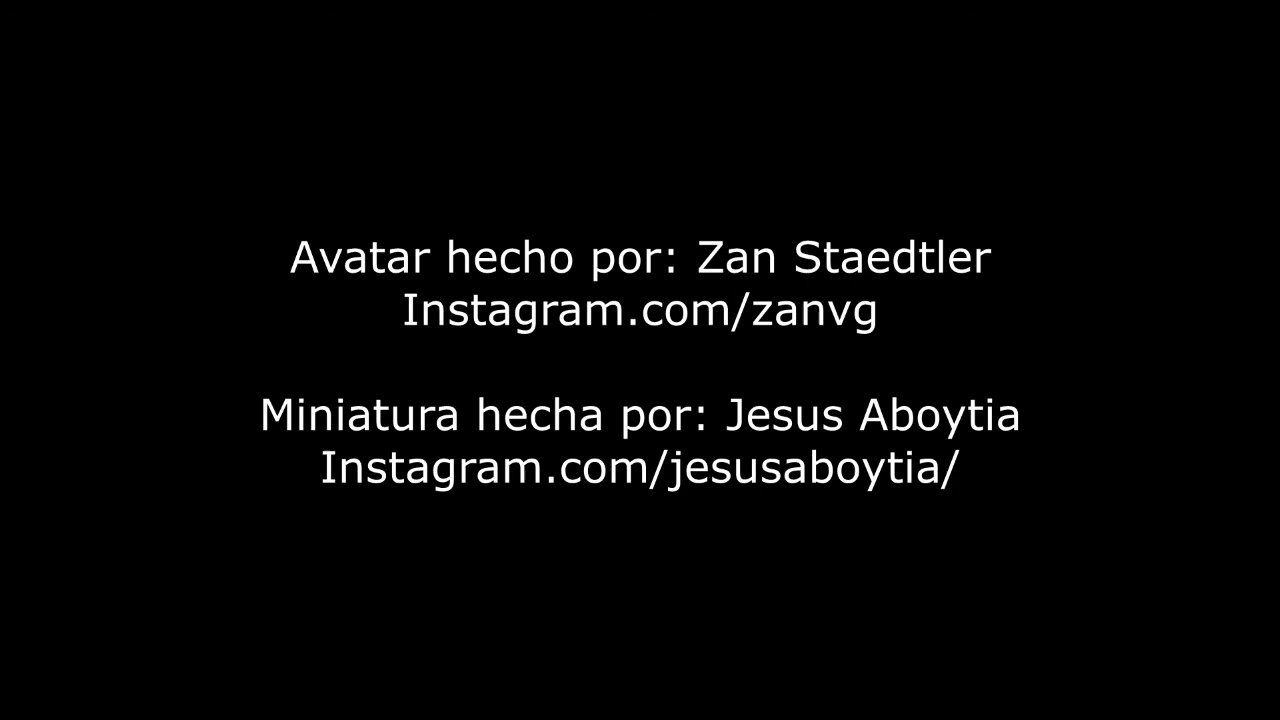 Avatar hecho por: Zan Staedtler
Instagram.com/zanvg
Miniatura hecha por: Jesus Aboytia
Instagram.com/jesusaboytia/